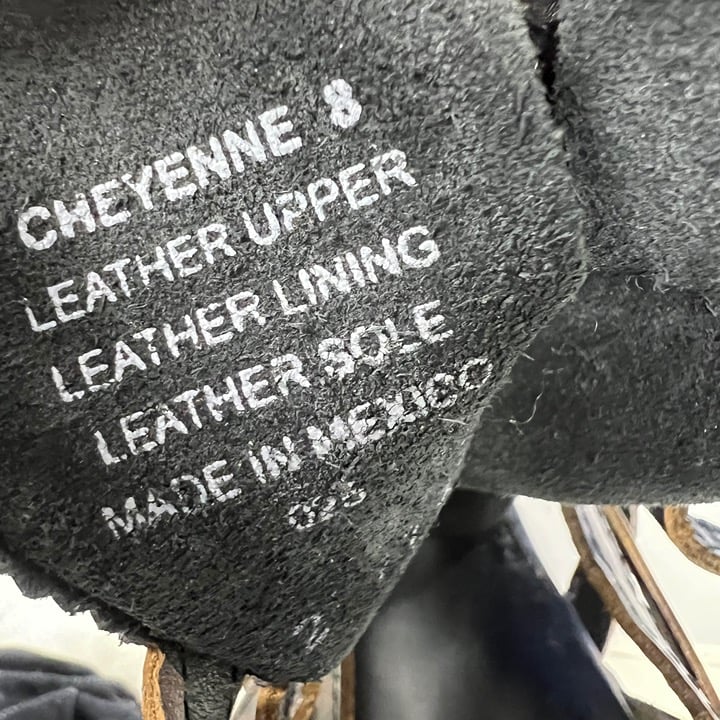 CHEYENNE 8
LEATHER UPPER
LEATHER LINING
LEATHER SOLE
MADE IN MEXICO